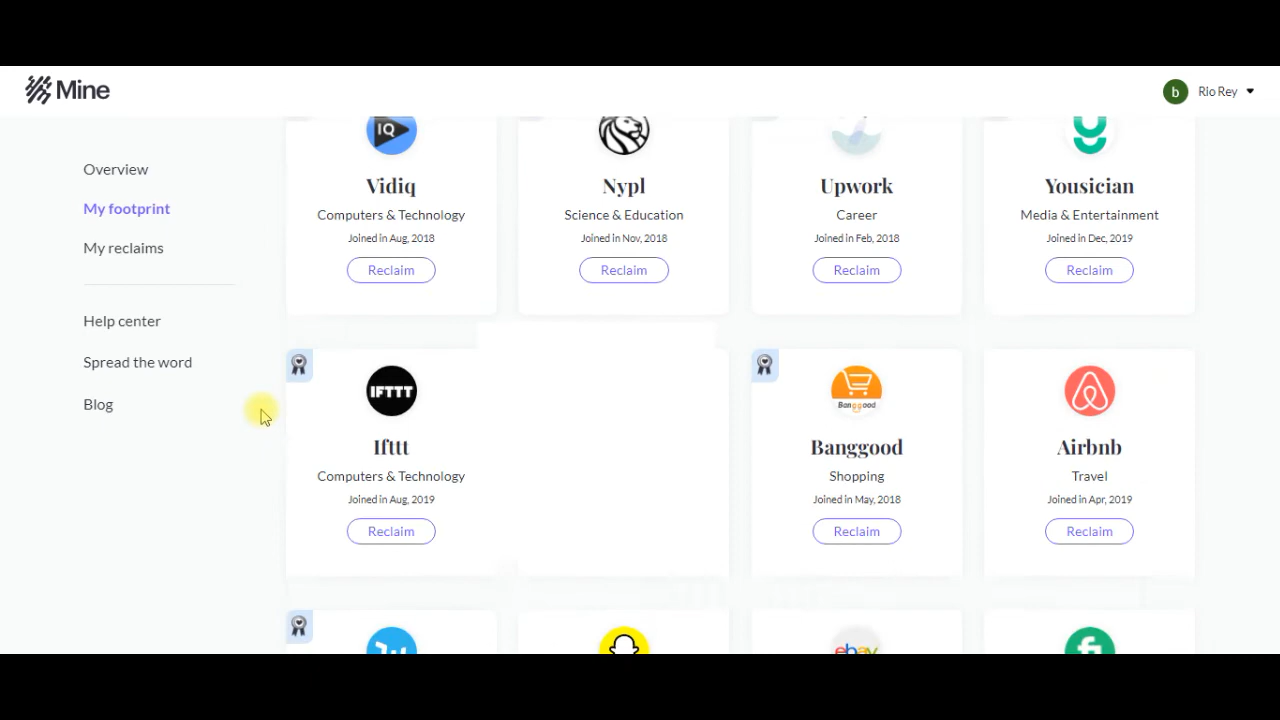 Mine
b
Rio Rey
Overview
My footprint
My reclaims
Help center
Spread the word
Blog
IQ
Vidiq
Computers & Technology
Joined in Aug, 2018
Reclaim
Nypl
Science & Education
Joined in Nov, 2018
Reclaim
Upwork
Career
Joined in Feb, 2018
Reclaim
Yousician
Media & Entertainment
Joined in Dec, 2019
Reclaim
IFTTT
Ifttt
Computers & Technology
Joined in Aug, 2019
Reclaim
Banggood
Banggood
Shopping
Joined in May, 2018
Reclaim
Airbnb
Travel
Joined in Apr, 2019
Reclaim
ebay